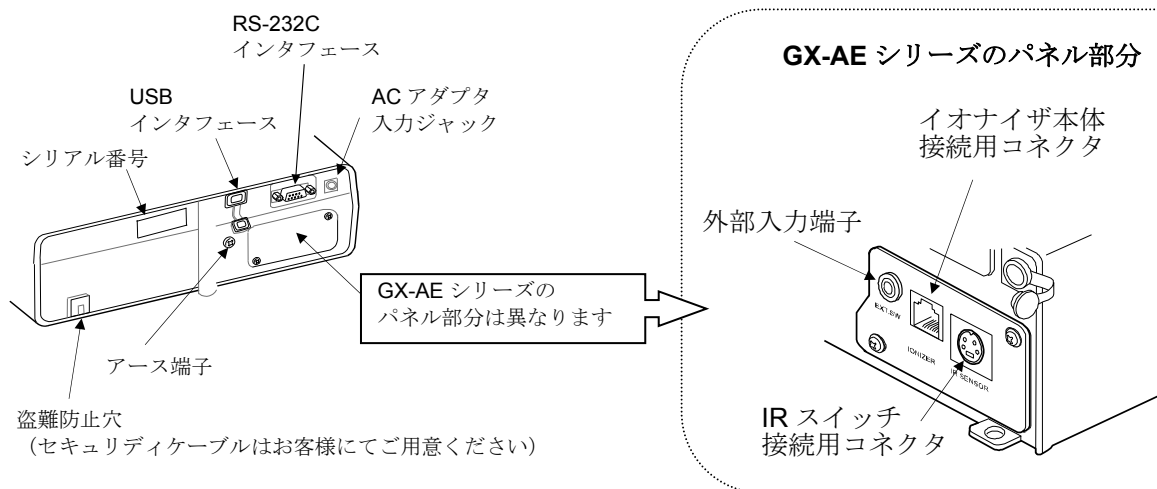 RS-232C
インタフェース
USB
インタフェース
AC アダプタ
入力ジャック
シリアル番号
アース端子
盗難防止穴
（セキュリディケーブルはお客様にてご用意ください）
GX-AE シリーズの
パネル部分は異なります
GX-AE シリーズのパネル部分
イオナイザ本体
接続用コネクタ
外部入力端子
EXT.SW
IONIZER
IR SENSOR
IR スイッチ
接続用コネクタ